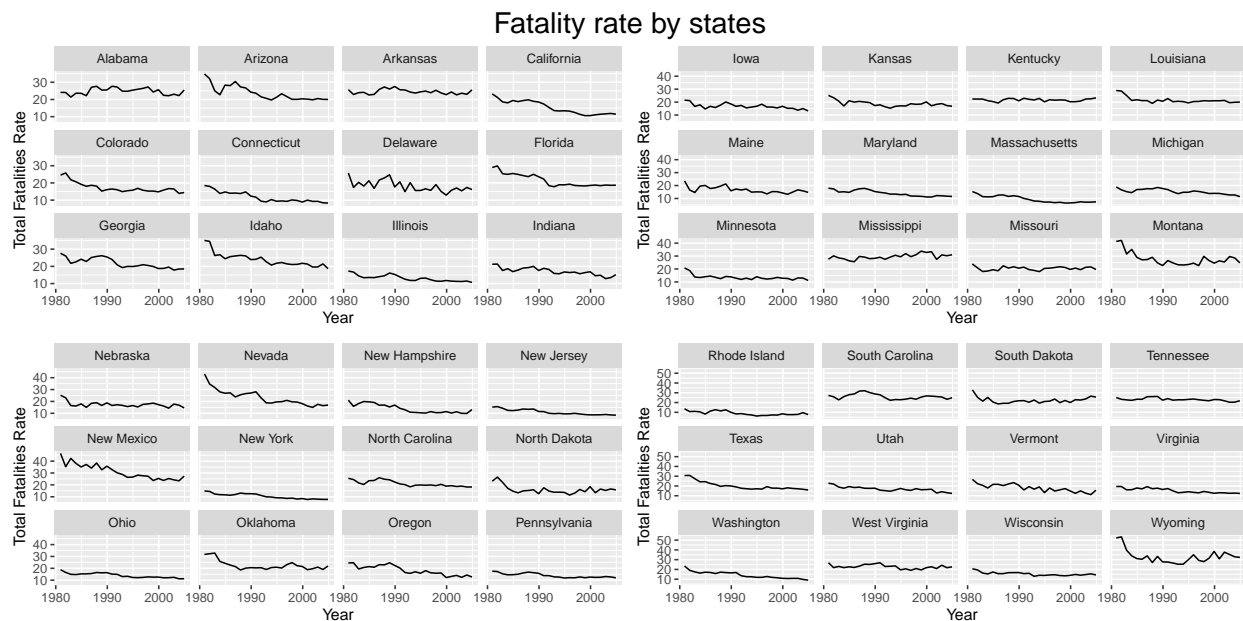 Fatality rate by states
Alabama Arizona Arkansas California
30
20
10
Colorado Connecticut Delaware Florida
30
20
10
Georgia Idaho Illinois Indiana
30
20
10
1980 1990 2000 1980 1990 2000 1980 1990 2000 1980 1990 2000
Year
Total Fatalities Rate
Iowa Kansas Kentucky Louisiana
40
30
20
10
Maine Maryland Massachusetts Michigan
40
30
20
10
Minnesota Mississippi Missouri Montana
40
30
20
10
1980 1990 2000 1980 1990 2000 1980 1990 2000 1980 1990 2000
Year
Total Fatalities Rate
Nebraska Nevada New Hampshire New Jersey
40
30
20
10
New Mexico New York North Carolina North Dakota
40
30
20
10
Ohio Oklahoma Oregon Pennsylvania
40
30
20
10
1980 1990 2000 1980 1990 2000 1980 1990 2000 1980 1990 2000
Year
Total Fatalities Rate
Rhode Island South Carolina South Dakota Tennessee
50
40
30
20
10
Texas Utah Vermont Virginia
50
40
30
20
10
Washington West Virginia Wisconsin Wyoming
50
40
30
20
10
1980 1990 2000 1980 1990 2000 1980 1990 2000 1980 1990 2000
Year
Total Fatalities Rate